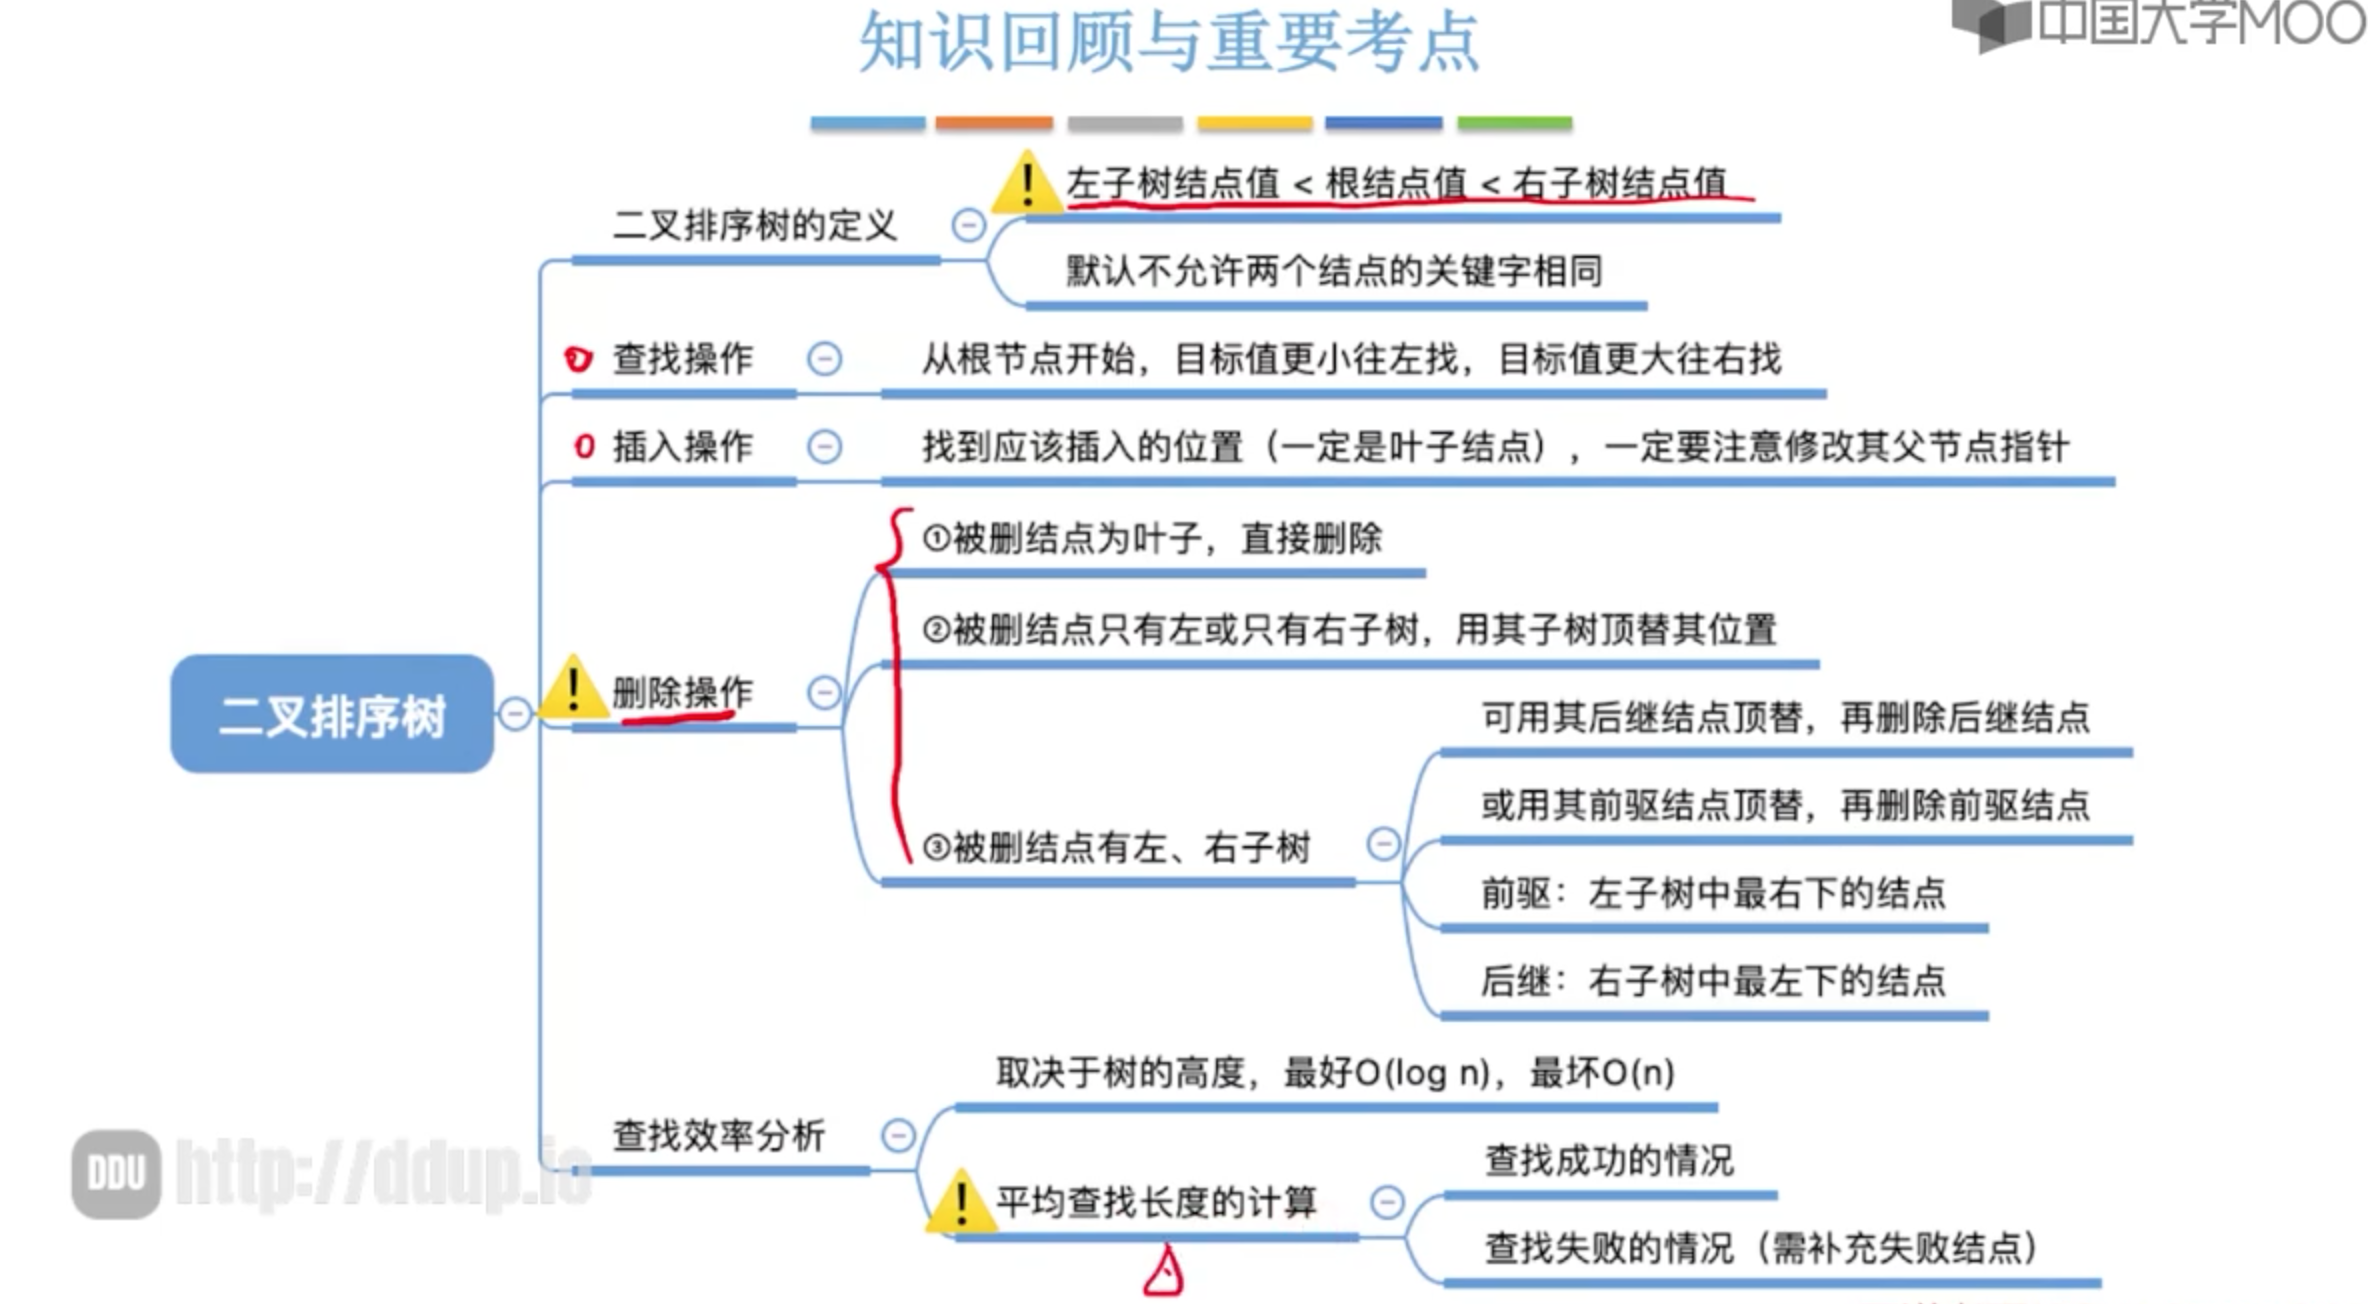 知识回顾与重要考点
中国大学MOO
左子树结点值 < 根结点值 < 右子树结点值
二叉排序树的定义
默认不允许两个结点的关键字相同
查找操作
从根节点开始，目标值更小往左找，目标值更大往右找
插入操作
找到应该插入的位置（一定是叶子结点），一定要注意修改其父节点指针
①被删结点为叶子，直接删除
②被删结点只有左或只有右子树，用其子树顶替其位置
删除操作
二叉排序树
可用其后继结点顶替，再删除后继结点
或用其前驱结点顶替，再删除前驱结点
③被删结点有左、右子树
前驱：左子树中最右下的结点
后继：右子树中最左下的结点
取决于树的高度，最好O(log n)，最坏O(n)
查找效率分析
DDU http://ddup.io
查找成功的情况
平均查找长度的计算
查找失败的情况（需补充失败结点）